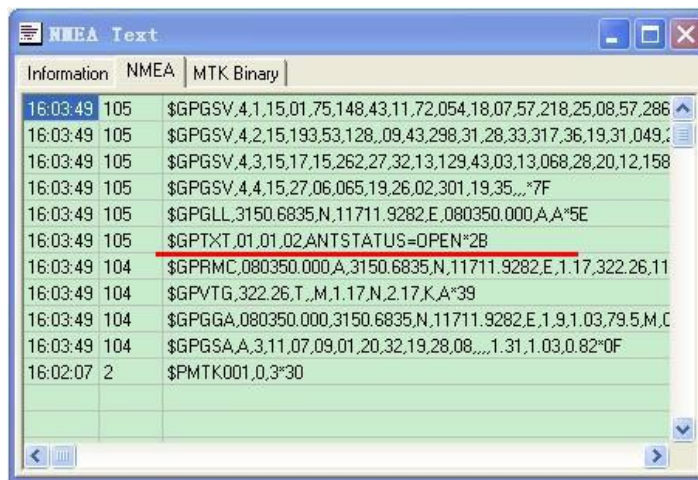 NMEA Text
Information NMEA MTK Binary
16:03:49 105 $GPGSV,4,1,15,01,75,148,43,11,72,054,18,07,57,218,25,08,57,286
16:03:49 105 $GPGSV,4,2,15,193,53,128,,09,43,298,31,28,33,317,36,19,31,049,2
16:03:49 105 $GPGSV,4,3,15,17,15,262,27,32,13,129,43,03,13,068,28,20,12,158
16:03:49 105 $GPGSV,4,4,15,27,06,065,19,26,02,301,19,35,,,*7F
16:03:49 105 $GPGLL,3150.6835,N,11711.9282,E,080350.000,A,A*5E
16:03:49 105 $GPTXT,01,01,02,ANTSTATUS=OPEN*2B
16:03:49 104 $GPRMC,080350.000,A,3150.6835,N,11711.9282,E,1.17,322.26,11
16:03:49 104 $GPVTG,322.26,T,,M,1.17,N,2.17,K,A*39
16:03:49 104 $GPGGA,080350.000,3150.6835,N,11711.9282,E,1,9,1.03,79.5,M,0
16:03:49 104 $GPGSA,A,3,11,07,09,01,20,32,19,28,08,,,,1.31,1.03,0.82*0F
16:02:07 2 $PMTK001,0,3*30